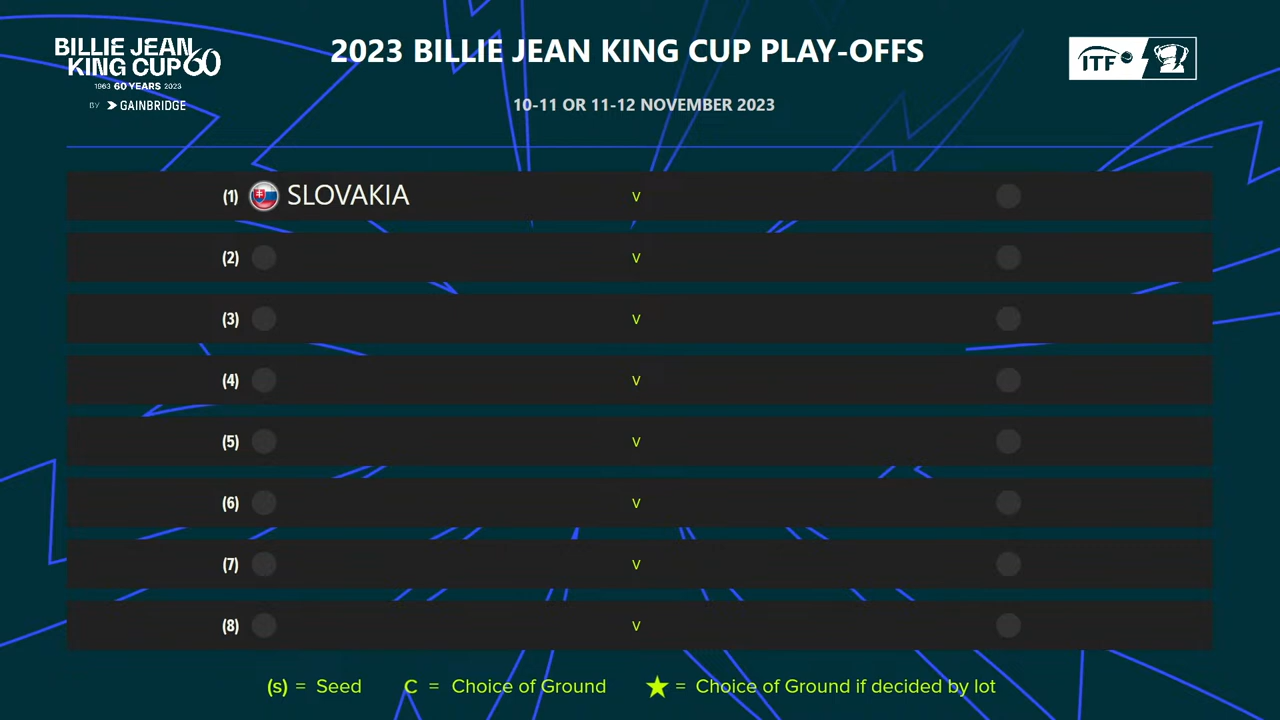 BILLIE JEAN
KING CUP 60
1963 60 YEARS 2023
BY GAINBRIDGE
2023 BILLIE JEAN KING CUP PLAY-OFFS
10-11 OR 11-12 NOVEMBER 2023
ITF
(1) SLOVAKIA V
(2) V
(3) V
(4) V
(5) V
(6) V
(7) V
(8) V
(s) = Seed C = Choice of Ground ★ = Choice of Ground if decided by lot